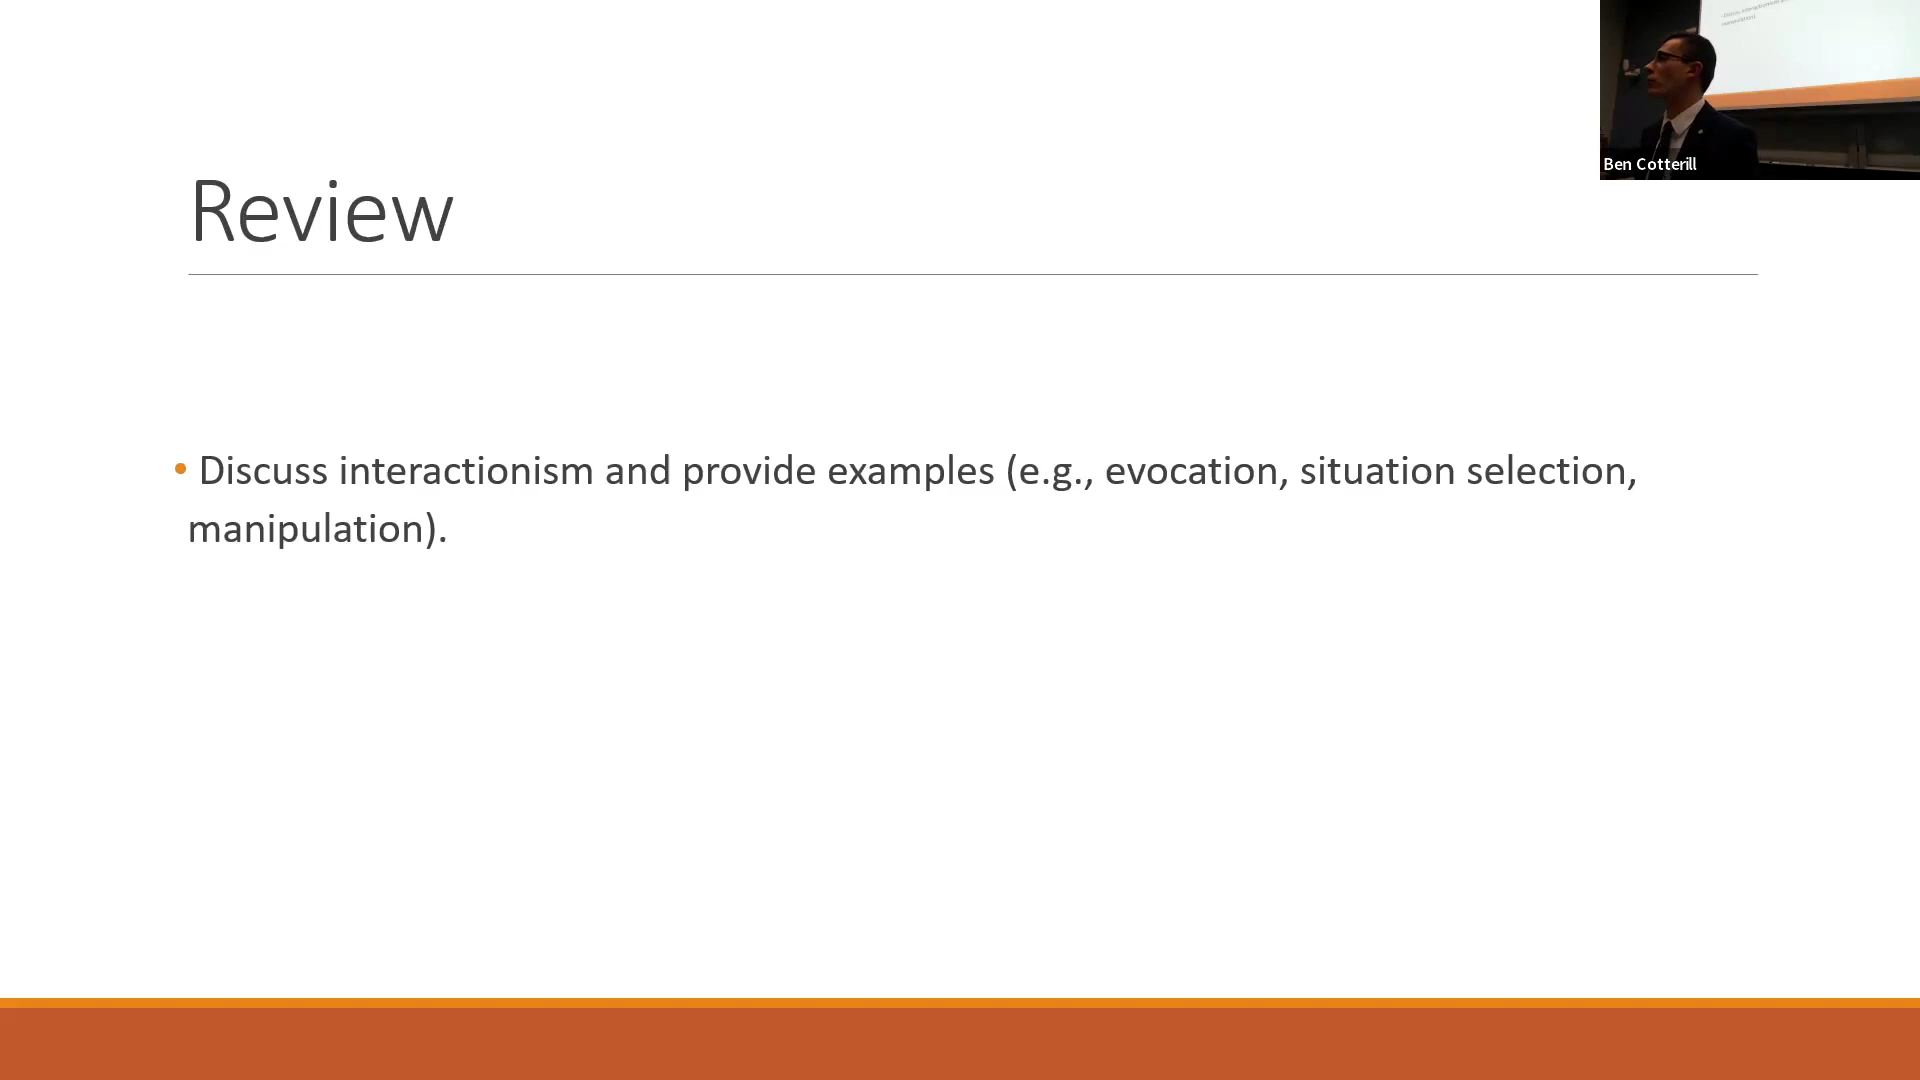 Ben Cotterill
Review
• Discuss interactionism and provide examples (e.g., evocation, situation selection,
manipulation).